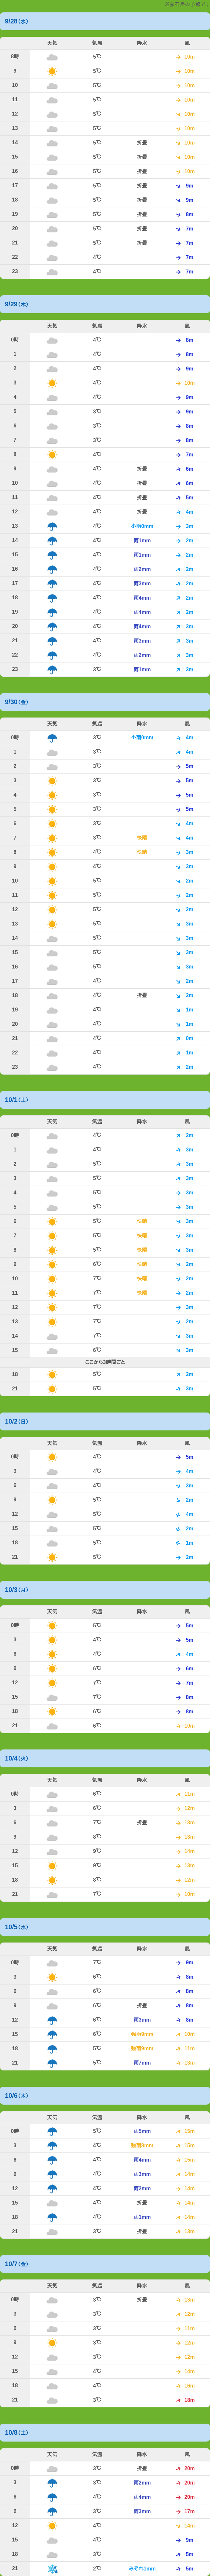 9/28(水)
天気 気温 降水 風
8時 5℃ 10m
9 5℃ 10m
10 5℃ 10m
11 5℃ 10m
12 5℃ 10m
13 5℃ 10m
14 5℃ 折畳 10m
15 5℃ 折畳 10m
16 5℃ 折畳 10m
17 5℃ 折畳 9m
18 5℃ 折畳 9m
19 5℃ 折畳 8m
20 5℃ 折畳 7m
21 5℃ 折畳 7m
22 4℃ 7m
23 4℃ 7m
9/29(木)
天気 気温 降水 風
0時 4℃ 8m
1 4℃ 8m
2 4℃ 9m
3 4℃ 10m
4 4℃ 9m
5 3℃ 9m
6 3℃ 8m
7 3℃ 8m
8 4℃ 7m
9 4℃ 折畳 6m
10 4℃ 折畳 6m
11 4℃ 折畳 5m
12 4℃ 折畳 4m
13 4℃ 小雨0mm 3m
14 4℃ 雨1mm 2m
15 4℃ 雨1mm 2m
16 4℃ 雨2mm 2m
17 4℃ 雨3mm 2m
18 4℃ 雨4mm 2m
19 4℃ 雨4mm 2m
20 4℃ 雨4mm 3m
21 4℃ 雨3mm 3m
22 4℃ 雨2mm 3m
23 3℃ 雨1mm 3m
9/30(金)
天気 気温 降水 風
0時 3℃ 小雨0mm 4m
1 3℃ 4m
2 3℃ 5m
3 3℃ 5m
4 3℃ 5m
5 3℃ 5m
6 3℃ 4m
7 3℃ 快晴 4m
8 4℃ 快晴 3m
9 4℃ 3m
10 5℃ 2m
11 5℃ 2m
12 5℃ 2m
13 5℃ 3m
14 5℃ 3m
15 5℃ 3m
16 5℃ 3m
17 4℃ 2m
18 4℃ 折畳 2m
19 4℃ 1m
20 4℃ 1m
21 4℃ 0m
22 4℃ 1m
23 4℃ 2m
10/1(土)
天気 気温 降水 風
0時 4℃ 2m
1 4℃ 3m
2 5℃ 3m
3 5℃ 3m
4 5℃ 3m
5 5℃ 3m
6 5℃ 快晴 3m
7 5℃ 快晴 3m
8 5℃ 快晴 3m
9 6℃ 快晴 2m
10 7℃ 快晴 2m
11 7℃ 快晴 2m
12 7℃ 3m
13 7℃ 2m
14 7℃ 3m
15 6℃ 3m
ここから3時間ごと
18 5℃ 2m
21 5℃ 3m
10/2(日)
天気 気温 降水 風
0時 4℃ 5m
3 4℃ 4m
6 4℃ 3m
9 5℃ 2m
12 5℃ 4m
15 5℃ 2m
18 5℃ 1m
21 5℃ 2m
10/3(月)
天気 気温 降水 風
0時 5℃ 5m
3 4℃ 5m
6 4℃ 4m
9 6℃ 6m
12 7℃ 7m
15 7℃ 8m
18 6℃ 8m
21 6℃ 10m
10/4(火)
天気 気温 降水 風
0時 6℃ 11m
3 6℃ 12m
6 7℃ 折畳 13m
9 8℃ 13m
12 9℃ 14m
15 9℃ 13m
18 8℃ 12m
21 7℃ 10m
10/5(水)
天気 気温 降水 風
0時 7℃ 9m
3 6℃ 8m
6 6℃ 8m
9 6℃ 折畳 8m
12 6℃ 雨3mm 8m
15 6℃ 強雨9mm 10m
18 5℃ 強雨9mm 11m
21 5℃ 雨7mm 13m
10/6(木)
天気 気温 降水 風
0時 5℃ 雨5mm 15m
3 4℃ 強雨8mm 15m
6 4℃ 雨4mm 15m
9 4℃ 雨3mm 14m
12 4℃ 雨2mm 14m
15 4℃ 折畳 14m
18 4℃ 雨1mm 14m
21 3℃ 折畳 13m
10/7(金)
天気 気温 降水 風
0時 3℃ 折畳 13m
3 3℃ 12m
6 3℃ 11m
9 3℃ 12m
12 3℃ 12m
15 4℃ 14m
18 4℃ 16m
21 3℃ 18m
10/8(土)
天気 気温 降水 風
0時 3℃ 折畳 20m
3 3℃ 雨2mm 20m
6 4℃ 雨4mm 20m
9 3℃ 雨3mm 17m
12 4℃ 14m
15 4℃ 9m
18 3℃ 5m
21 2℃ みぞれ1mm 5m